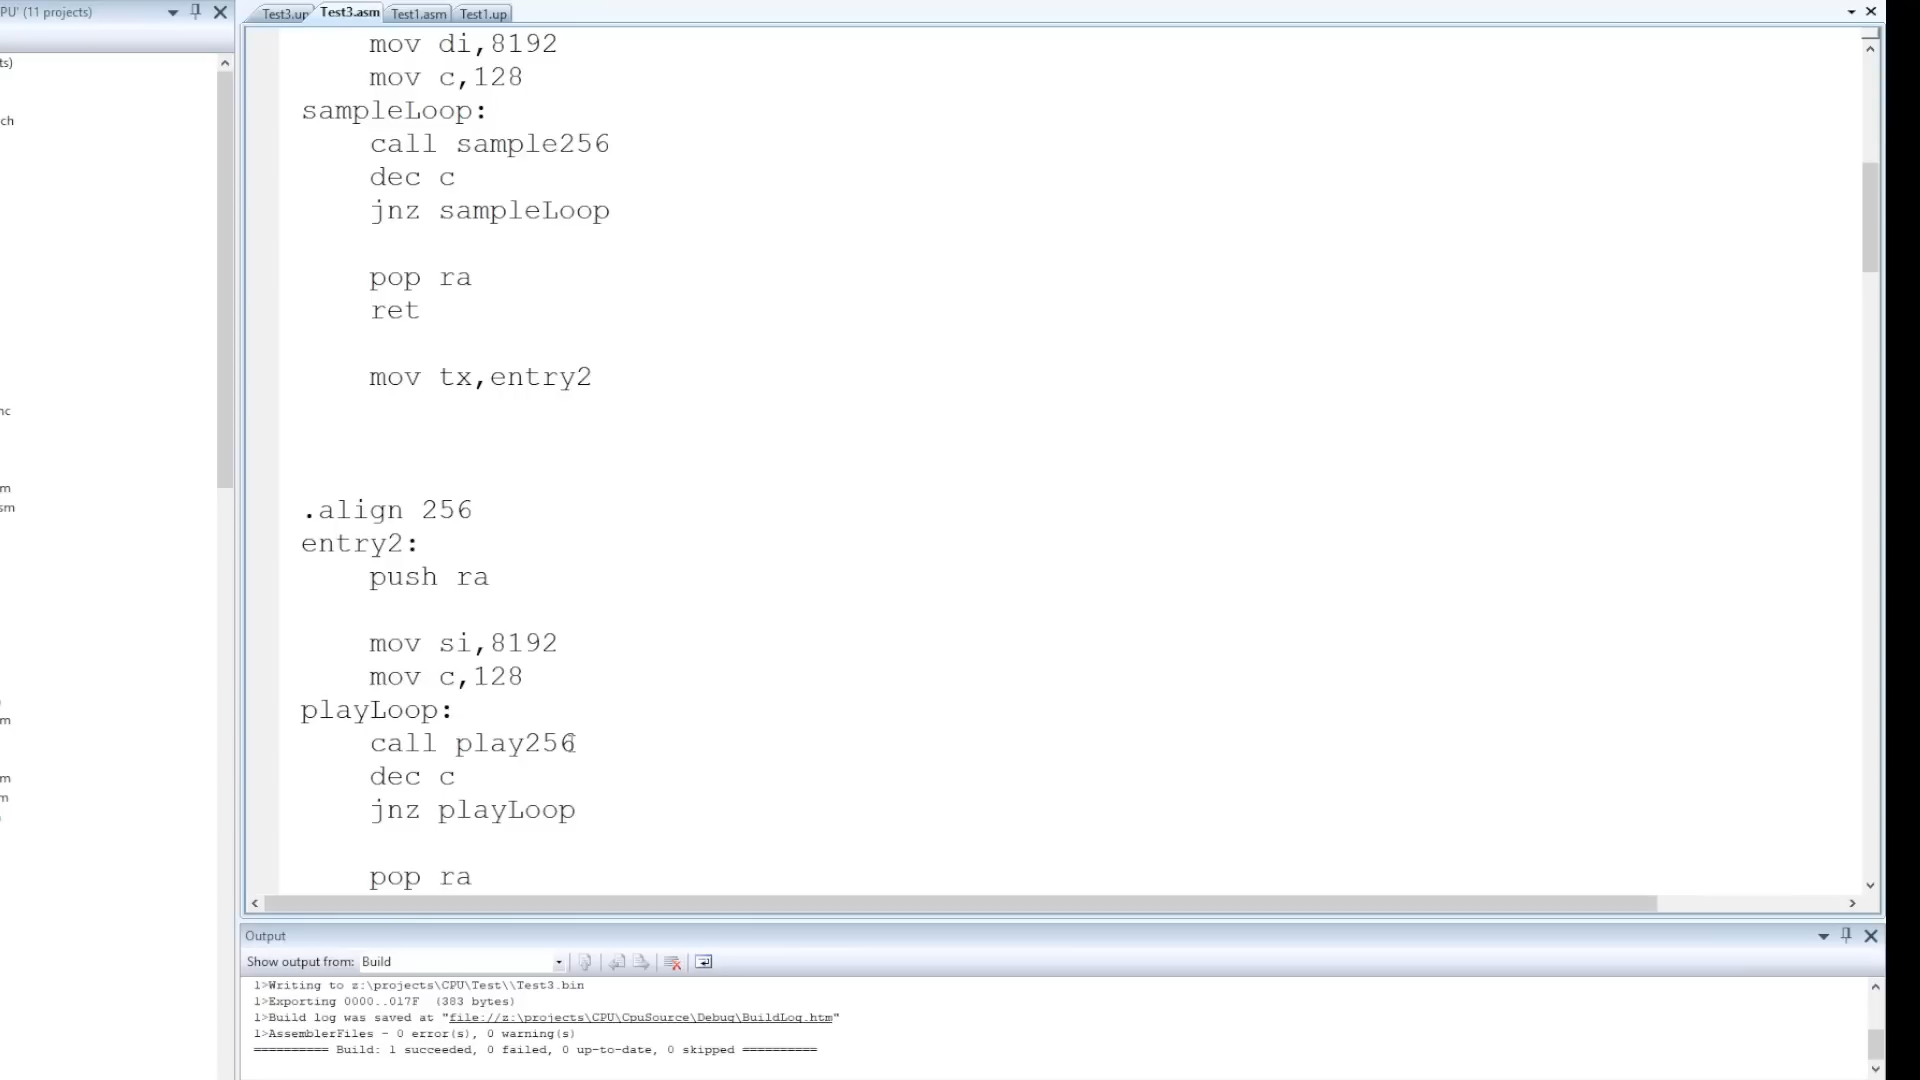 PU' (11 projects)
Test3.up Test3.asm Test1.asm Test1.up
ts)
ch
nc
m
sm
m
m
m
mov di,8192
mov c,128
sampleLoop:
call sample256
dec c
jnz sampleLoop
pop ra
ret
mov tx,entry2
.align 256
entry2:
push ra
mov si,8192
mov c,128
playLoop:
call play256
dec c
jnz playLoop
pop ra
Output
Show output from: Build
1>Writing to z:\projects\CPU\Test\\Test3.bin
1>Exporting 0000..017F (383 bytes)
1>Build log was saved at "file://z:\projects\CPU\CpuSource\Debug\BuildLog.htm"
1>AssemblerFiles - 0 error(s), 0 warning(s)
========== Build: 1 succeeded, 0 failed, 0 up-to-date, 0 skipped ==========